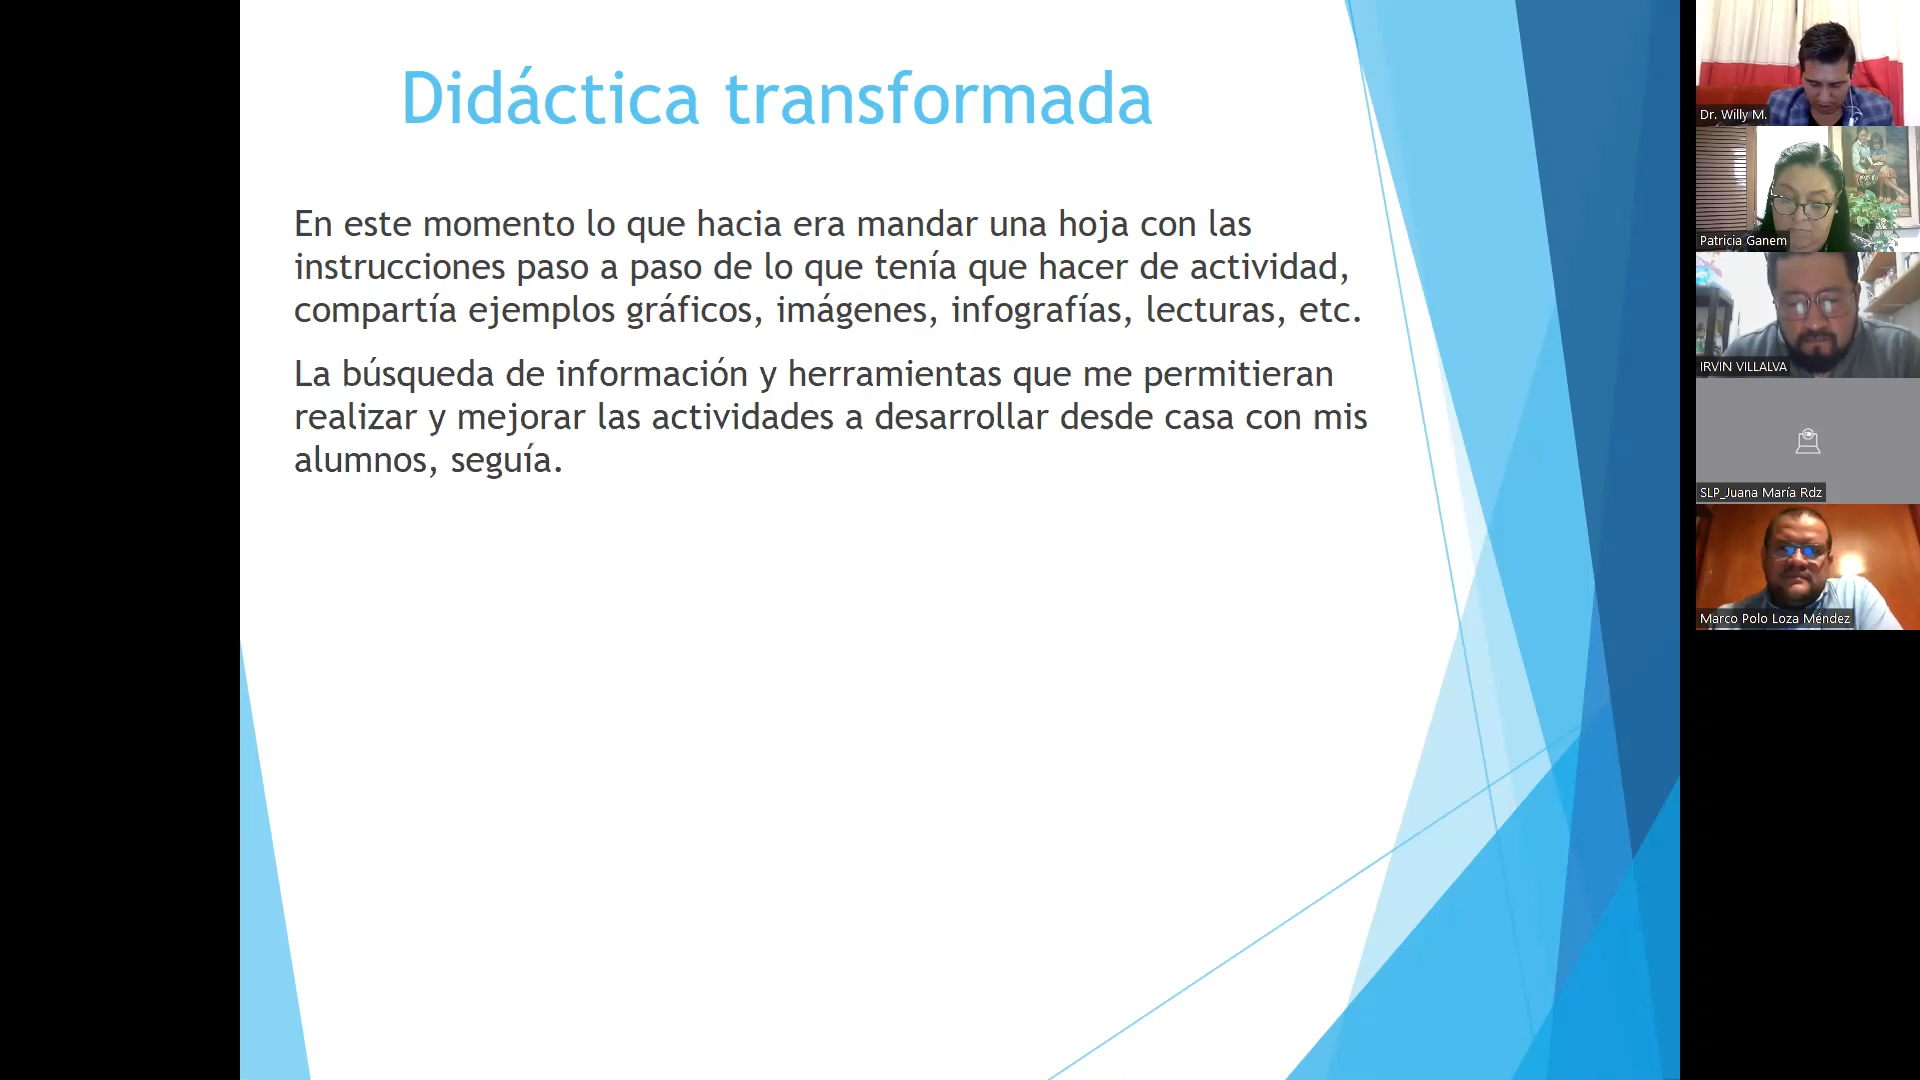 Didáctica transformada
En este momento lo que hacia era mandar una hoja con las
instrucciones paso a paso de lo que tenía que hacer de actividad,
compartía ejemplos gráficos, imágenes, infografías, lecturas, etc.
La búsqueda de información y herramientas que me permitieran
realizar y mejorar las actividades a desarrollar desde casa con mis
alumnos, seguía.
Dr. Willy M.
Patricia Ganem
IRVIN VILLALVA
SLP_Juana María Rdz
Marco Polo Loza Méndez